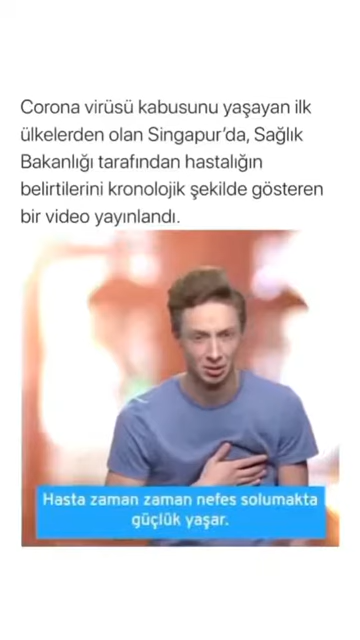 Corona virüsü kabusunu yaşayan ilk
ülkelerden olan Singapur'da, Sağlık
Bakanlığı tarafından hastalığın
belirtilerini kronolojik şekilde gösteren
bir video yayınlandı.
Hasta zaman zaman nefes solumakta
güçlük yaşar.